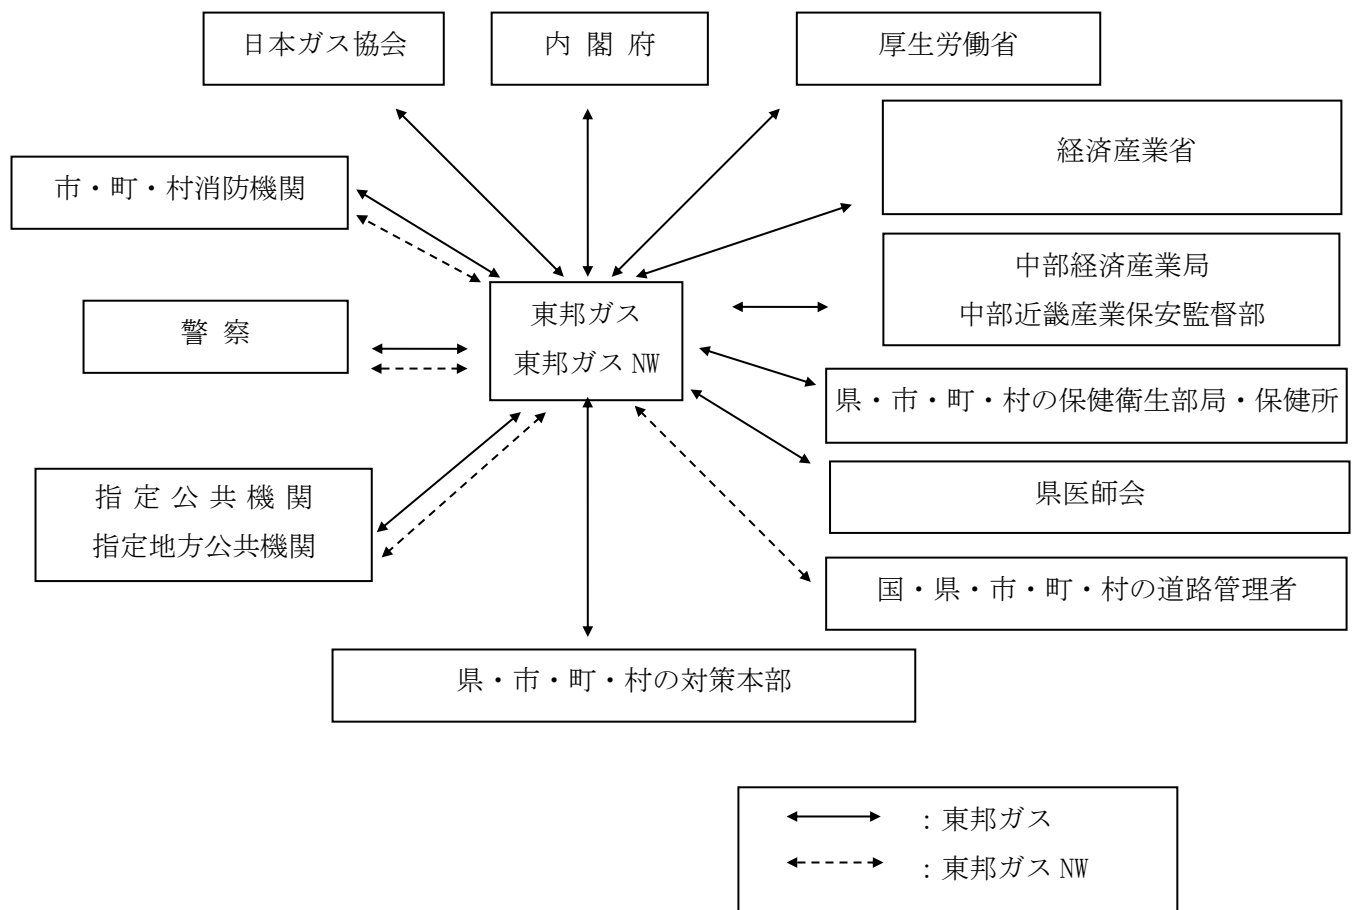 日本ガス協会
内 閣 府
厚生労働省
経済産業省
市・町・村消防機関
中部経済産業局
中部近畿産業保安監督部
警 察
東邦ガス
東邦ガス NW
県・市・町・村の保健衛生部局・保健所
県医師会
指 定 公 共 機 関
指定地方公共機関
国・県・市・町・村の道路管理者
県・市・町・村の対策本部
：東邦ガス
：東邦ガス NW